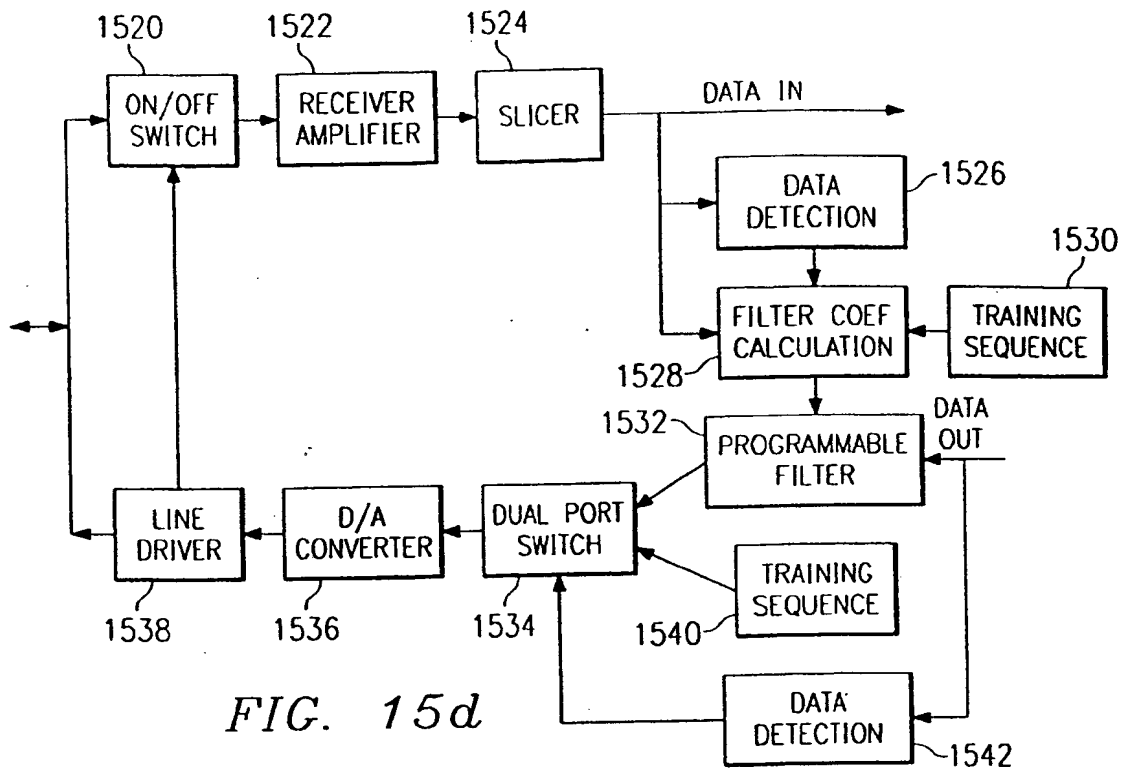 1520
1522
1524
ON/OFF
SWITCH
RECEIVER
AMPLIFIER
SLICER
DATA IN
DATA
DETECTION
1526
1530
FILTER COEF
CALCULATION
1528
TRAINING
SEQUENCE
1532
DATA
OUT
PROGRAMMABLE
FILTER
LINE
DRIVER
D/A
CONVERTER
DUAL PORT
SWITCH
TRAINING
SEQUENCE
1538
1536
1534
1540
DATA
DETECTION
1542
FIG. 15d